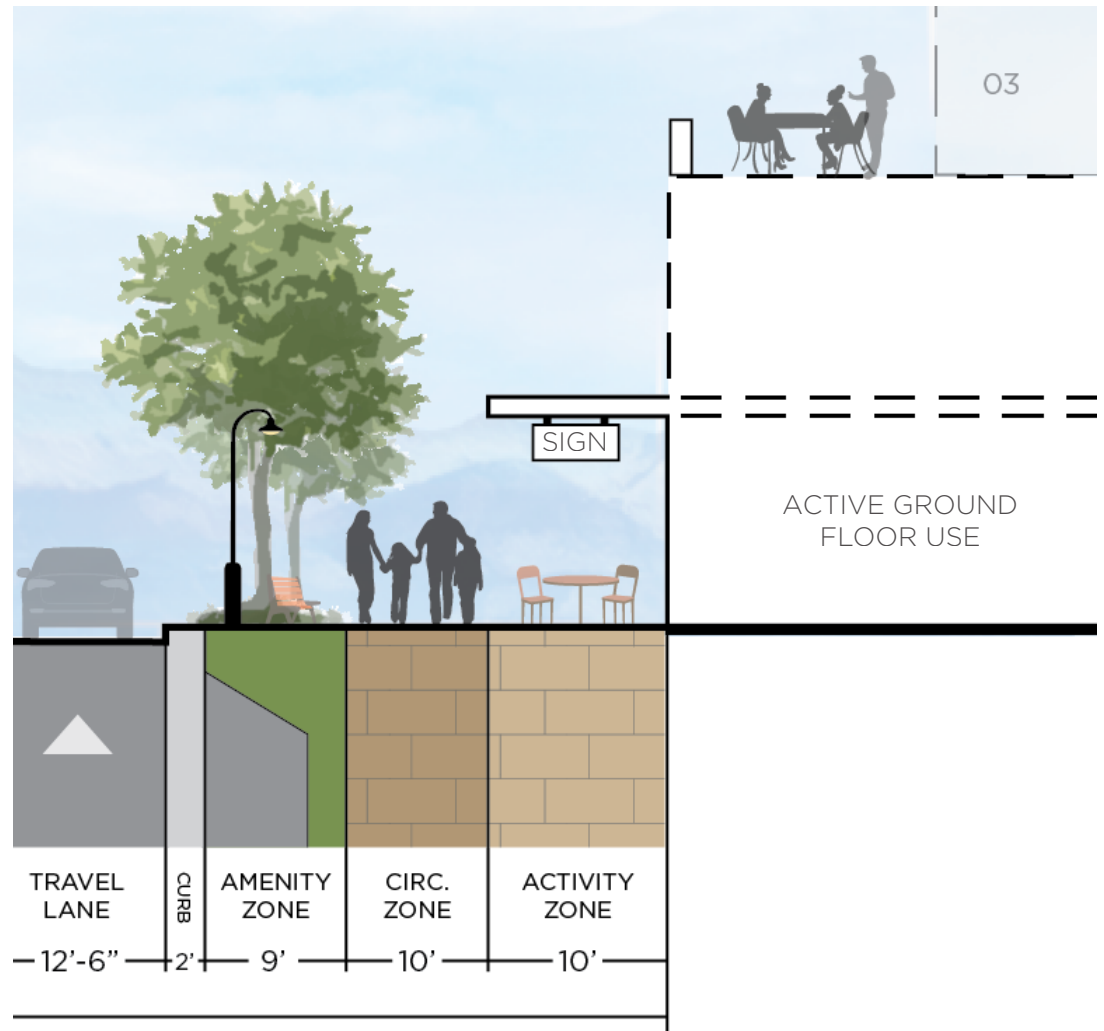 03
SIGN
ACTIVE GROUND
FLOOR USE
TRAVEL
LANE
CURB
AMENITY
ZONE
CIRC.
ZONE
ACTIVITY
ZONE
12'-6"
2'
9'
10'
10'